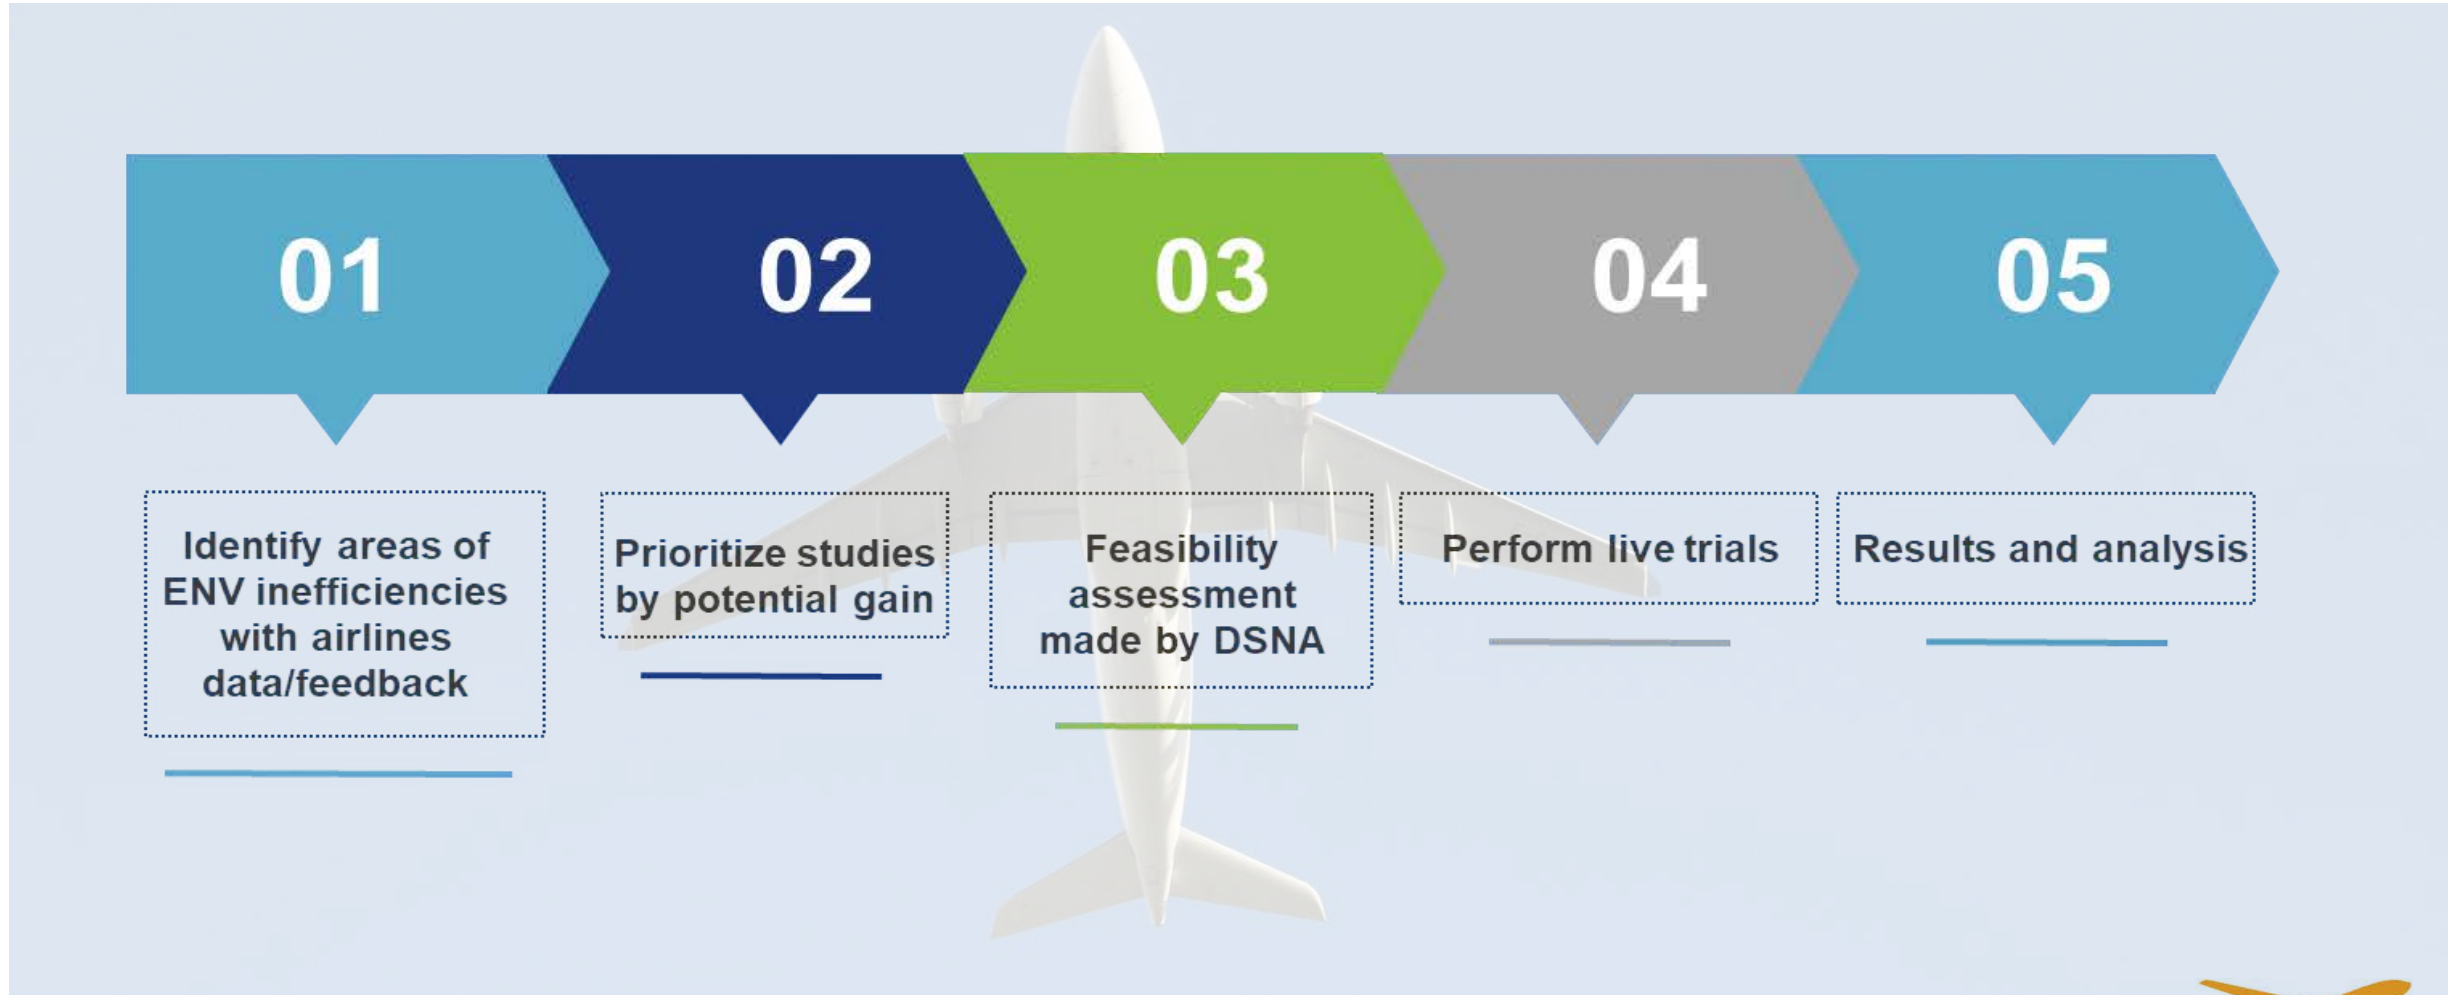 01
02
03
04
05
Identify areas of
ENV inefficiencies
with airlines
data/feedback
Prioritize studies
by potential gain
Feasibility
assessment
made by DSNA
Perform live trials
Results and analysis